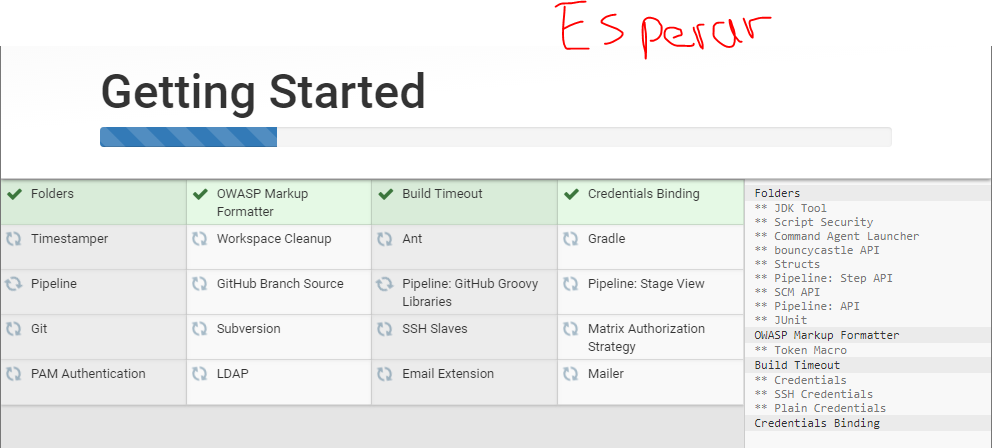 Esperar
Getting Started
Folders
OWASP Markup
Formatter
Build Timeout
Credentials Binding
Timestamper
Workspace Cleanup
Ant
Gradle
Pipeline
GitHub Branch Source
Pipeline: GitHub Groovy
Libraries
Pipeline: Stage View
Git
Subversion
SSH Slaves
Matrix Authorization
Strategy
PAM Authentication
LDAP
Email Extension
Mailer
Folders
** JDK Tool
** Script Security
** Command Agent Launcher
** bouncycastle API
** Structs
** Pipeline: Step API
** SCM API
** Pipeline: API
** JUnit
OWASP Markup Formatter
** Token Macro
Build Timeout
** Credentials
** SSH Credentials
** Plain Credentials
Credentials Binding